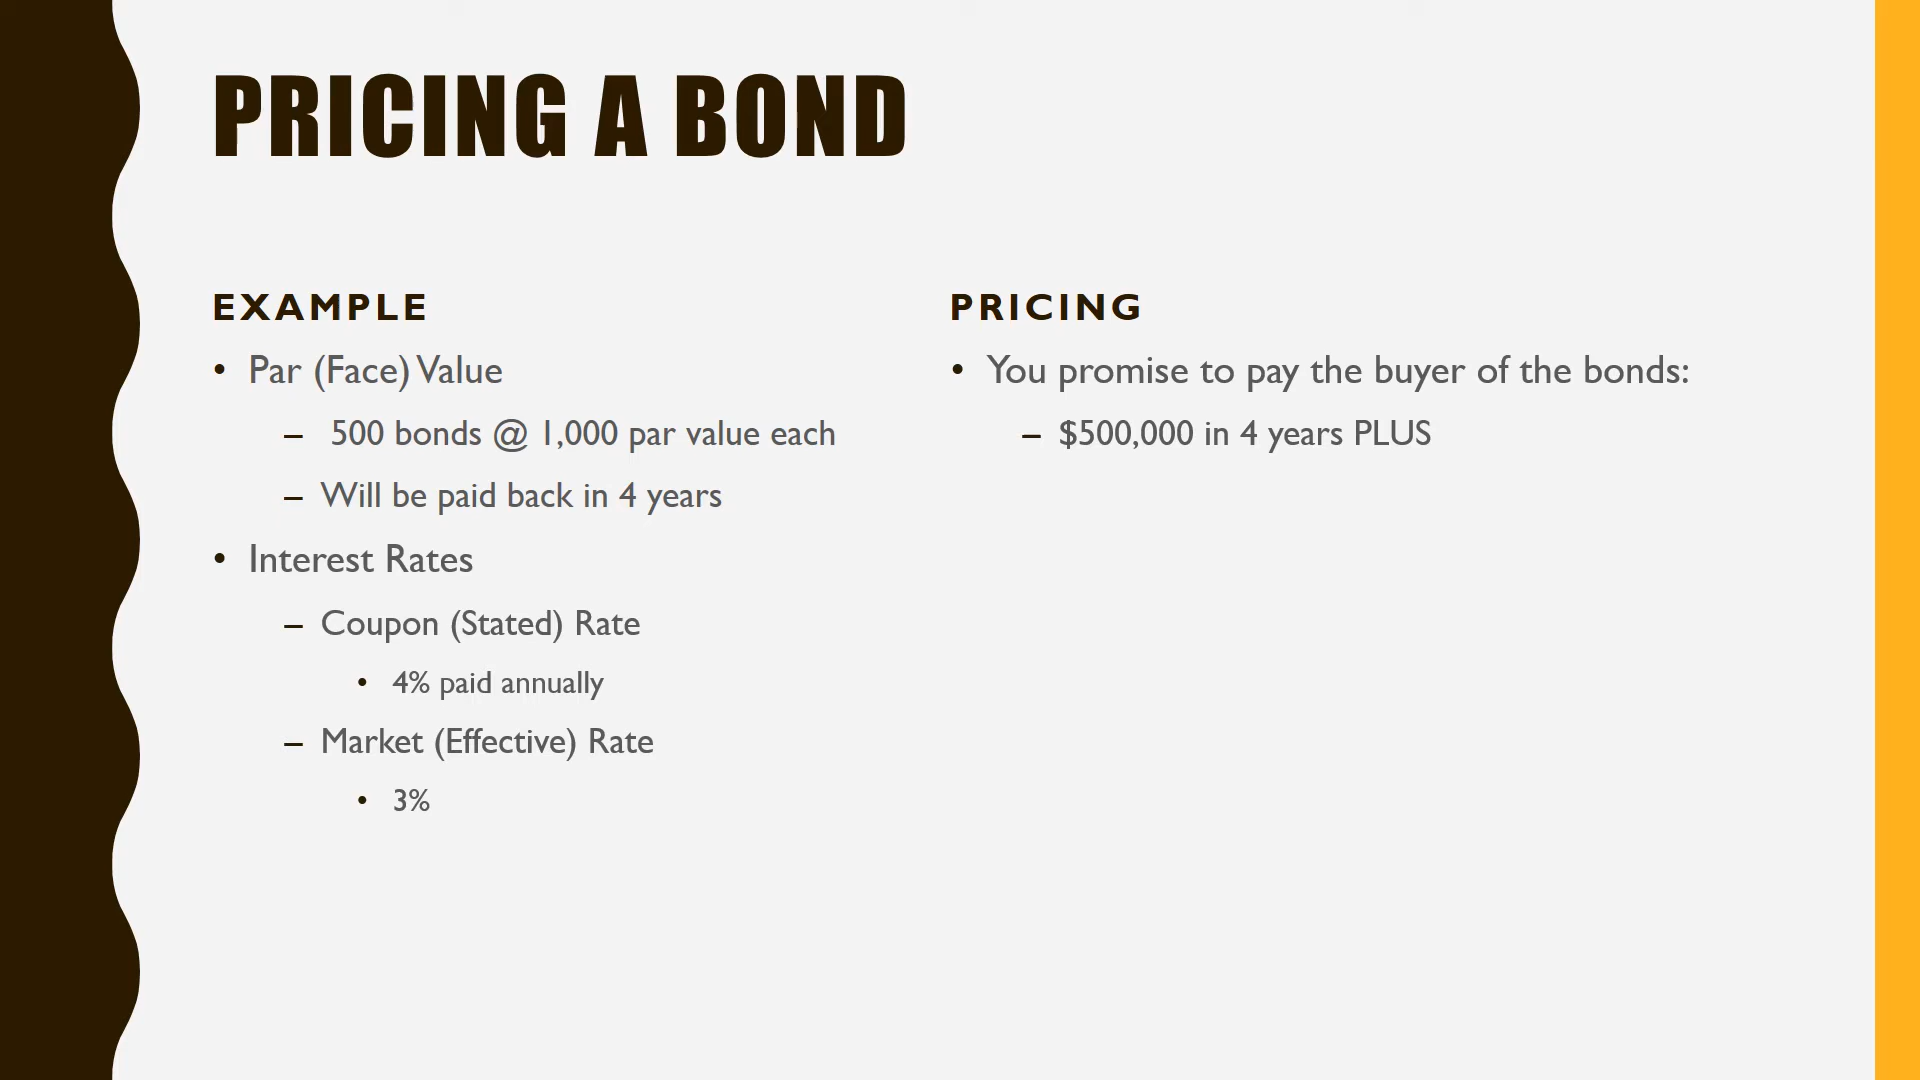 PRICING A BOND
EXAMPLE
• Par (Face) Value
– 500 bonds @ 1,000 par value each
– Will be paid back in 4 years
• Interest Rates
– Coupon (Stated) Rate
• 4% paid annually
– Market (Effective) Rate
• 3%
PRICING
• You promise to pay the buyer of the bonds:
– $500,000 in 4 years PLUS